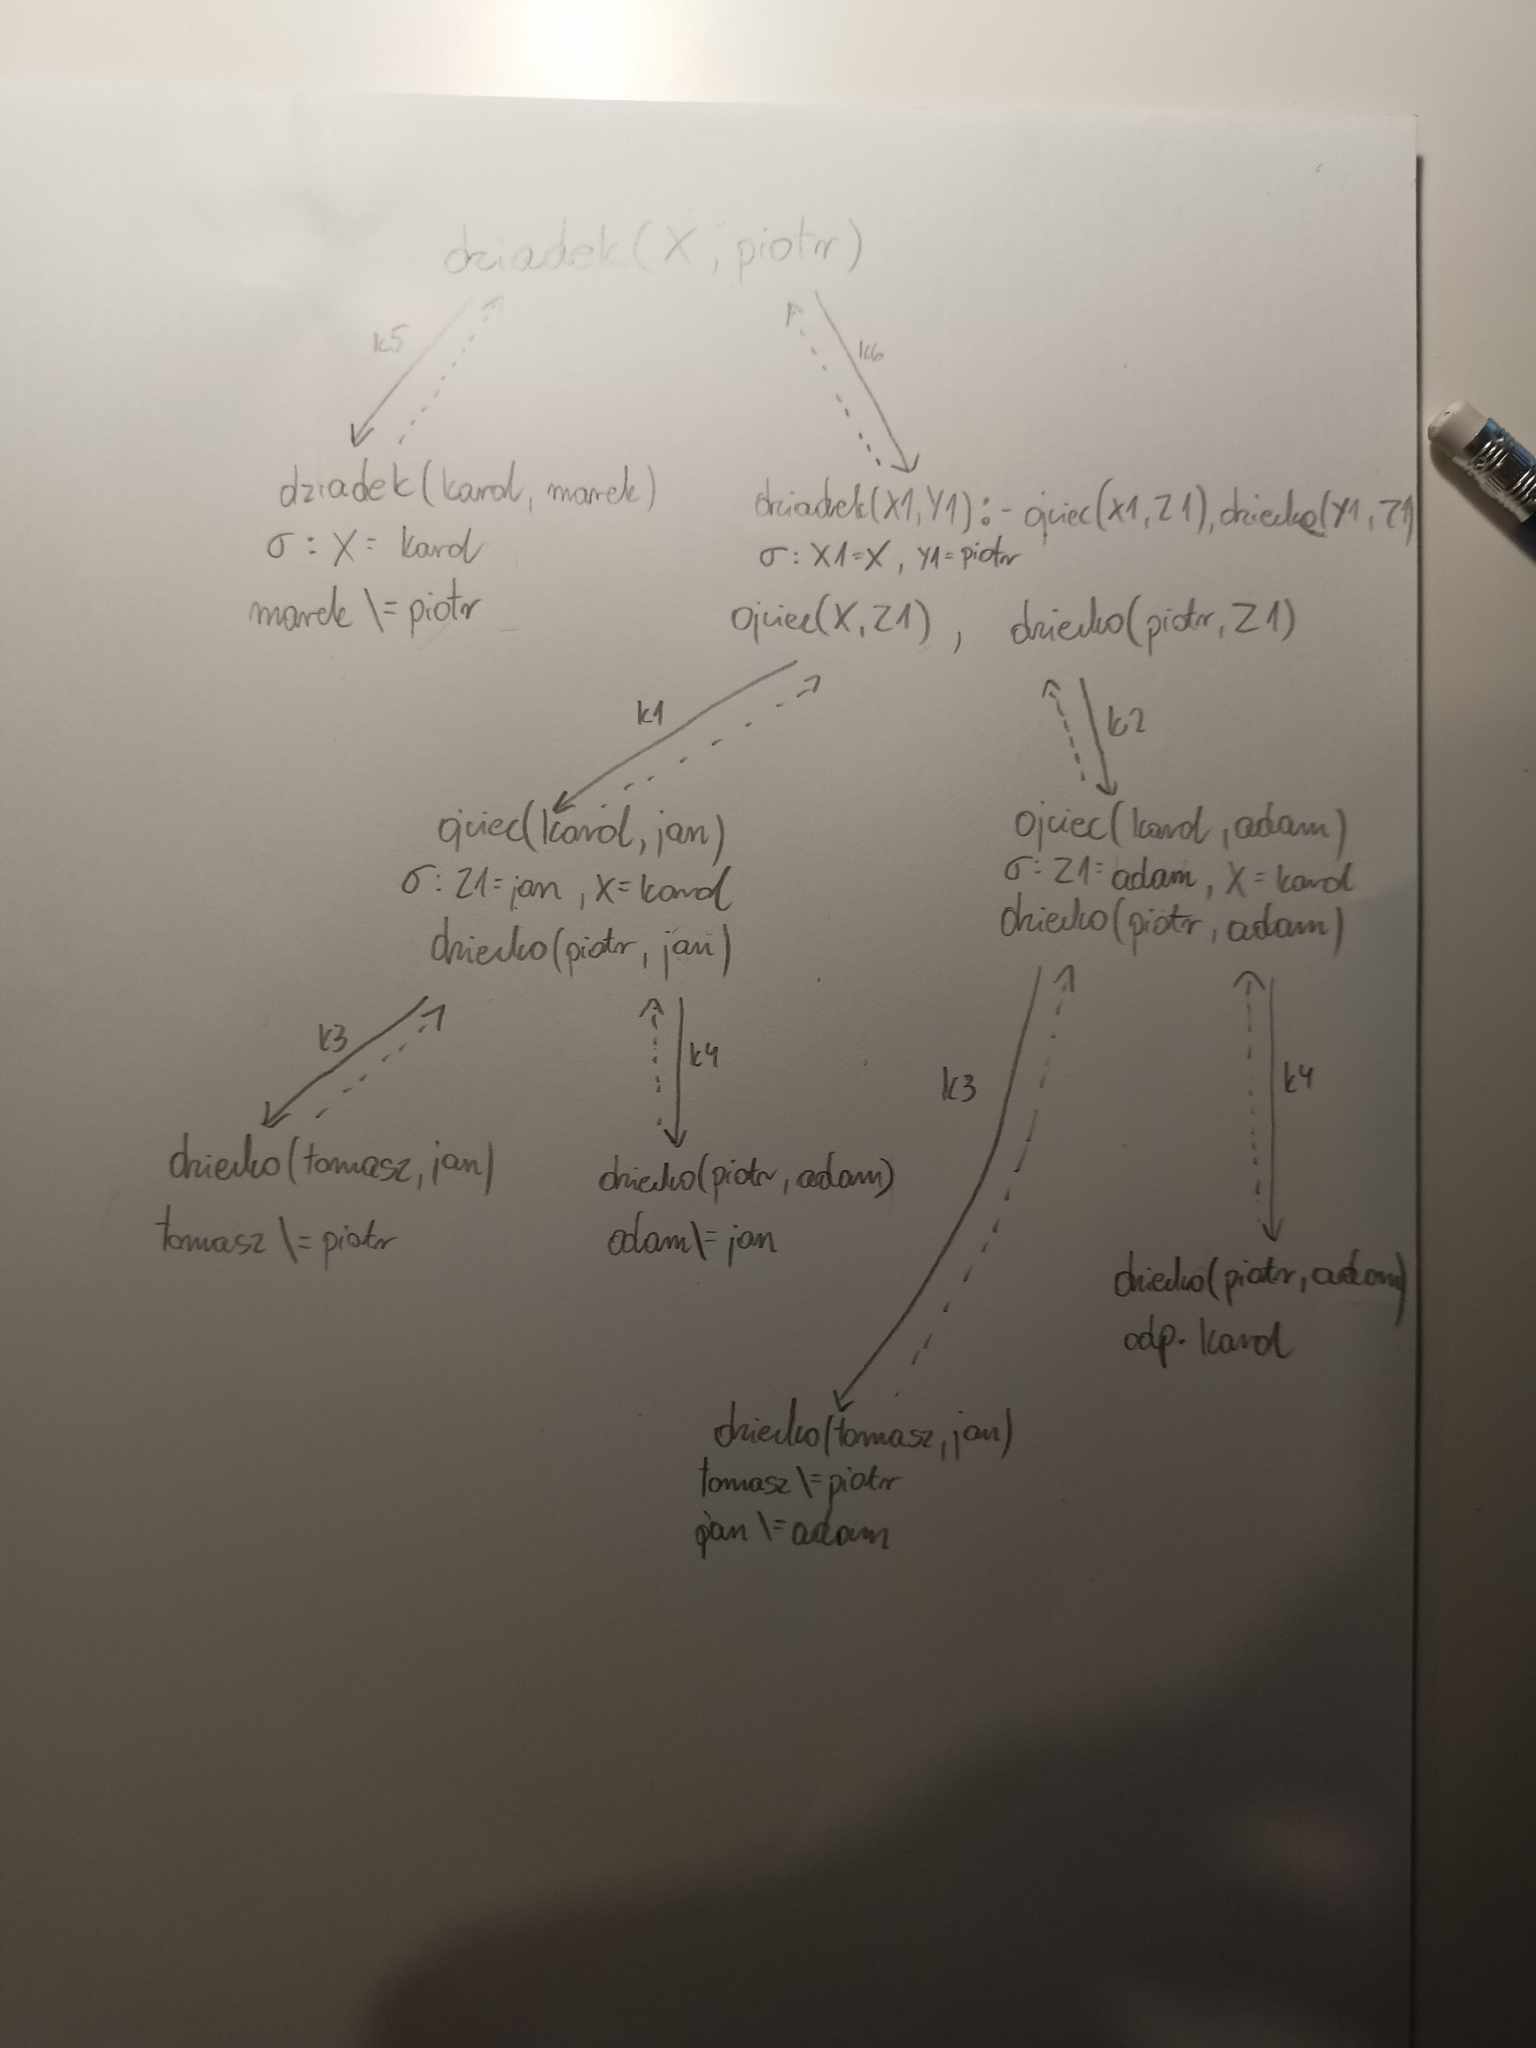 dziadek(X, piotr)
k5
k6
dziadek(karol, marek)
σ: X = karol
marek \= piotr
dziadek(X1, Y1) :- ojciec(X1, Z1), dziecko(Y1, Z1)
σ: X1=X, Y1=piotr
ojciec(X, Z1) , dziecko(piotr, Z1)
k1
k2
ojciec(karol, jan)
σ: Z1=jan, X=karol
dziecko(piotr, jan)
ojciec(karol, adam)
σ: Z1=adam, X=karol
dziecko(piotr, adam)
k3
k4
k3
k4
dziecko(tomasz, jan)
tomasz \= piotr
dziecko(piotr, adam)
adam \= jan
dziecko(piotr, adam)
odp. karol
dziecko(tomasz, jan)
tomasz \= piotr
jan \= adam